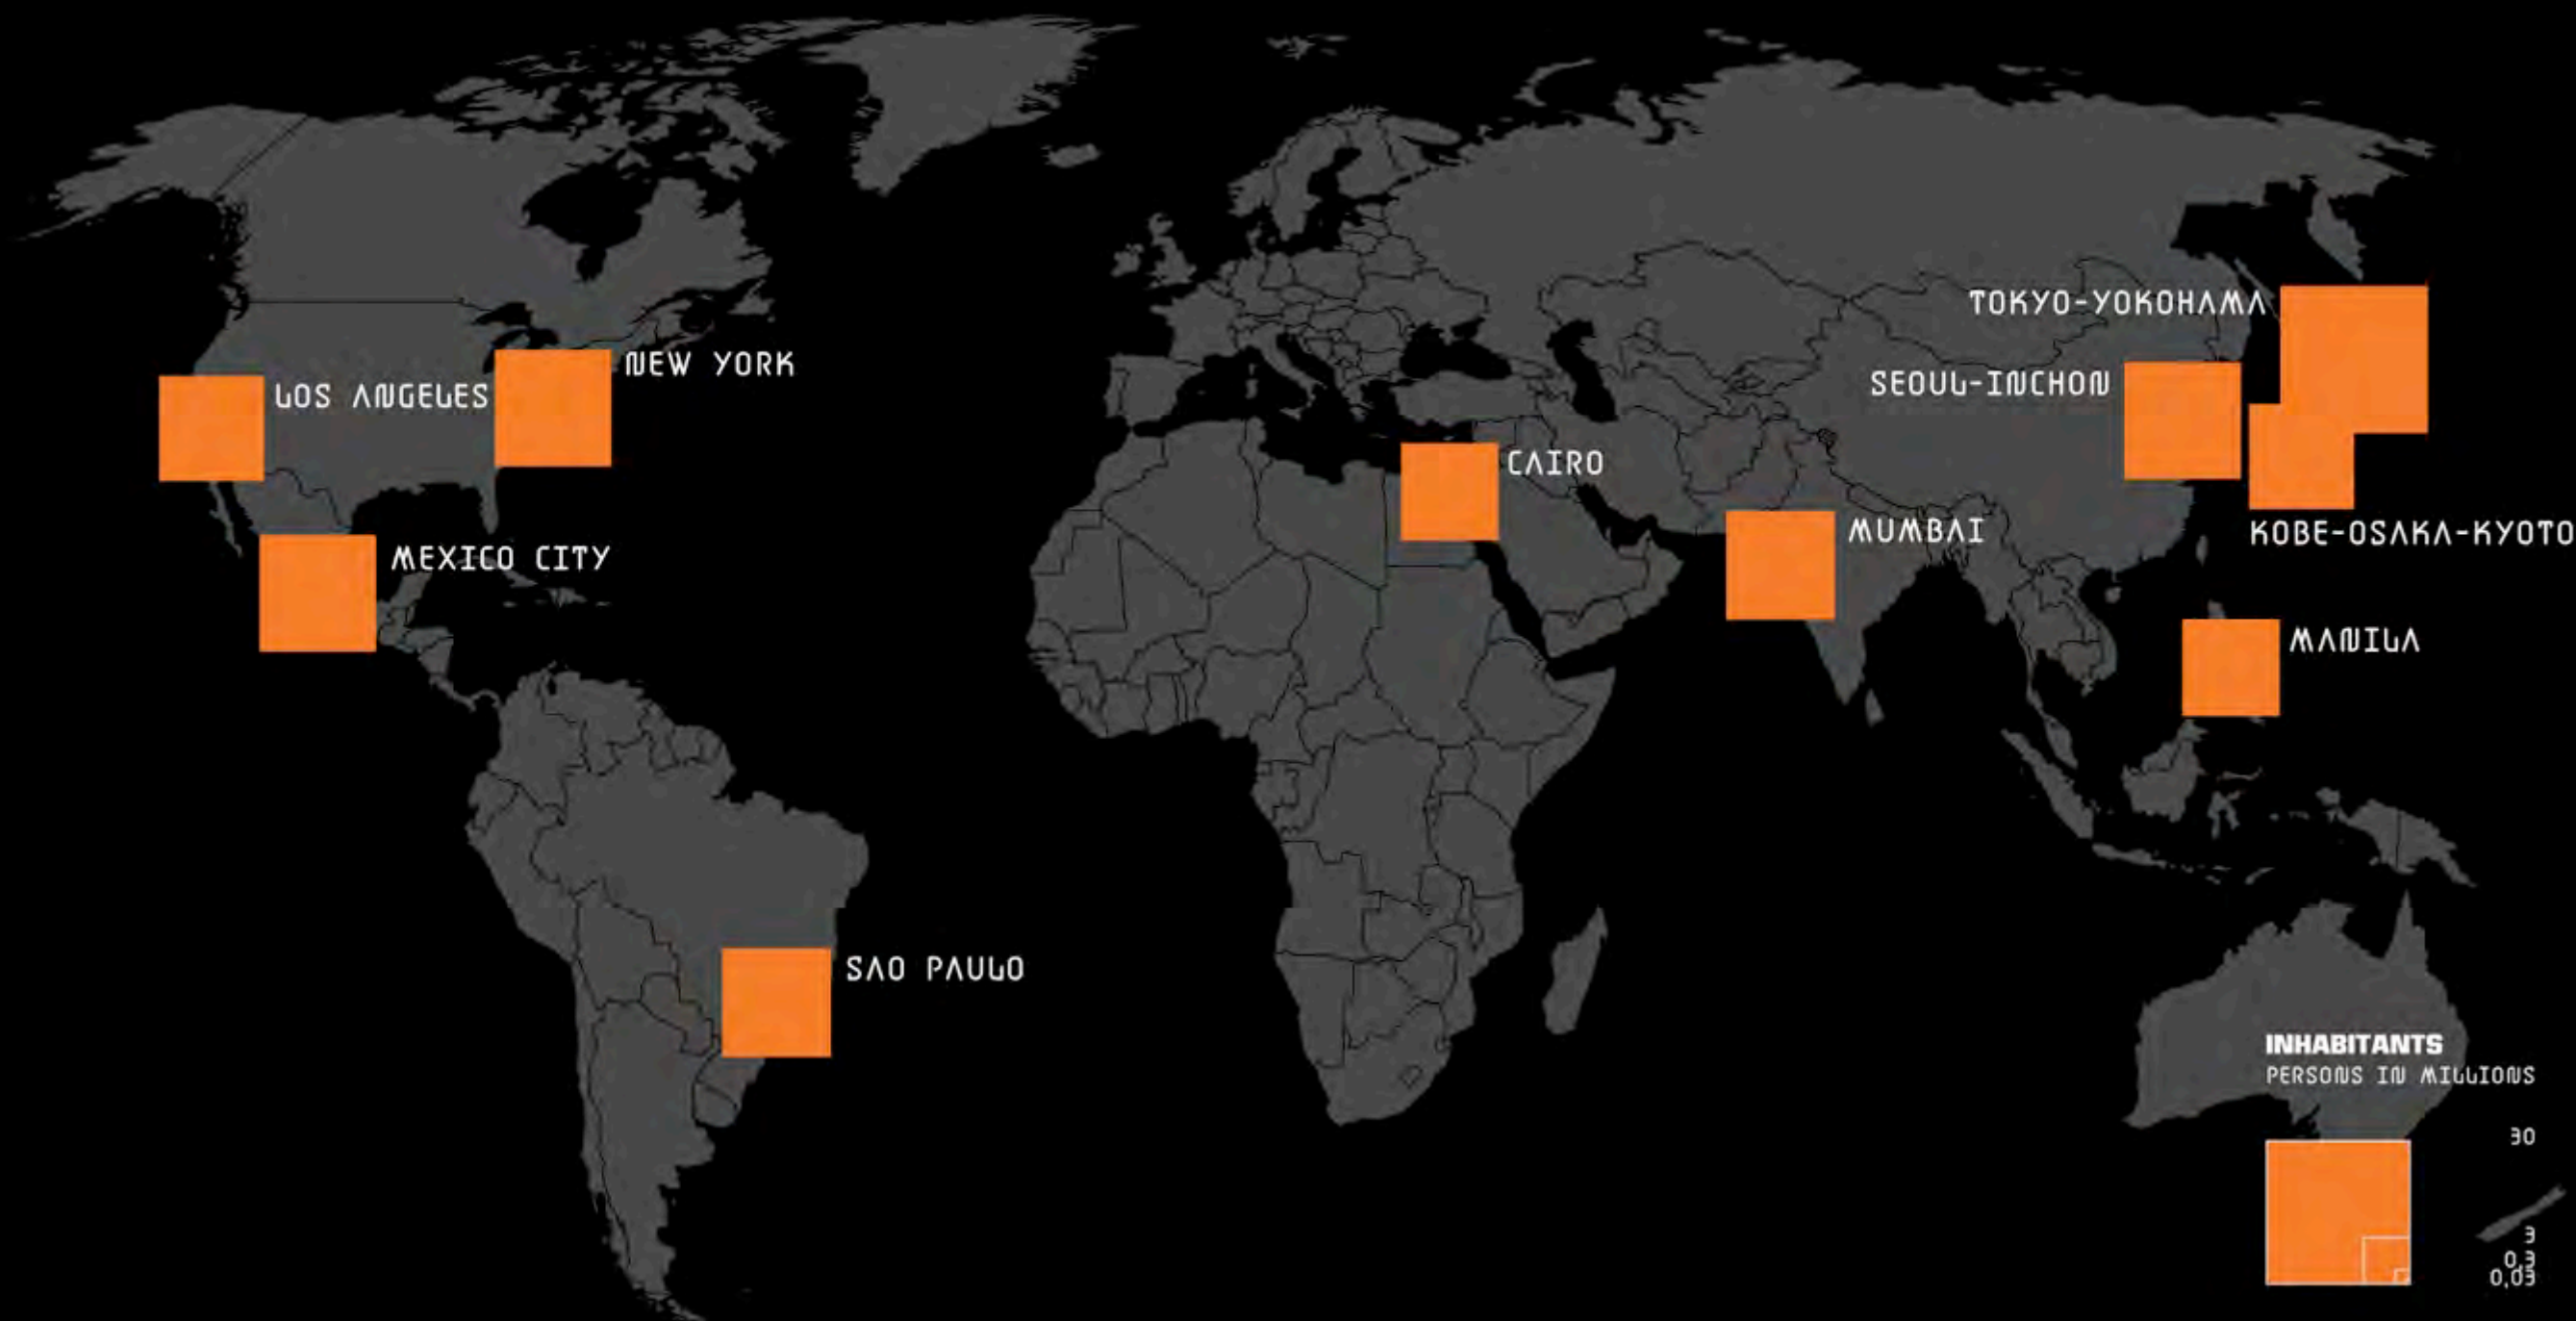 TOKYO-YOKOHAMA
NEW YORK
SEOUL-INCHON
LOS ANGELES
CAIRO
MUMBAI
KOBE-OSAKA-KYOTO
MEXICO CITY
MANILA
SAO PAULO
INHABITANTS
PERSONS IN MILLIONS
30
3
0,3
0,03